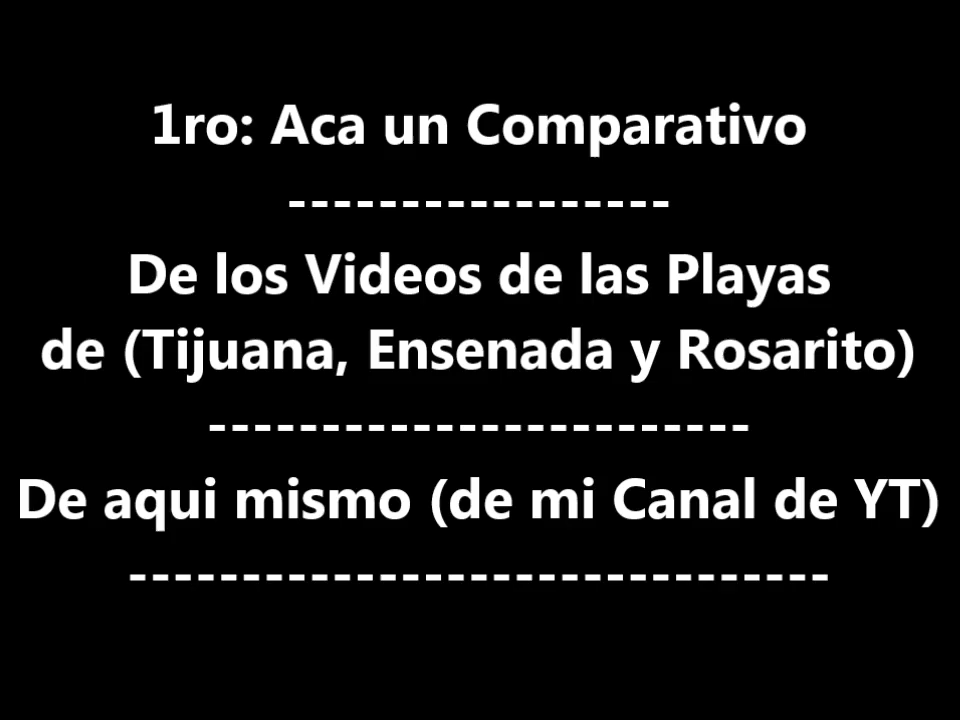 1ro: Aca un Comparativo
-----------------
De los Videos de las Playas
de (Tijuana, Ensenada y Rosarito)
------------------------
De aqui mismo (de mi Canal de YT)
-------------------------------